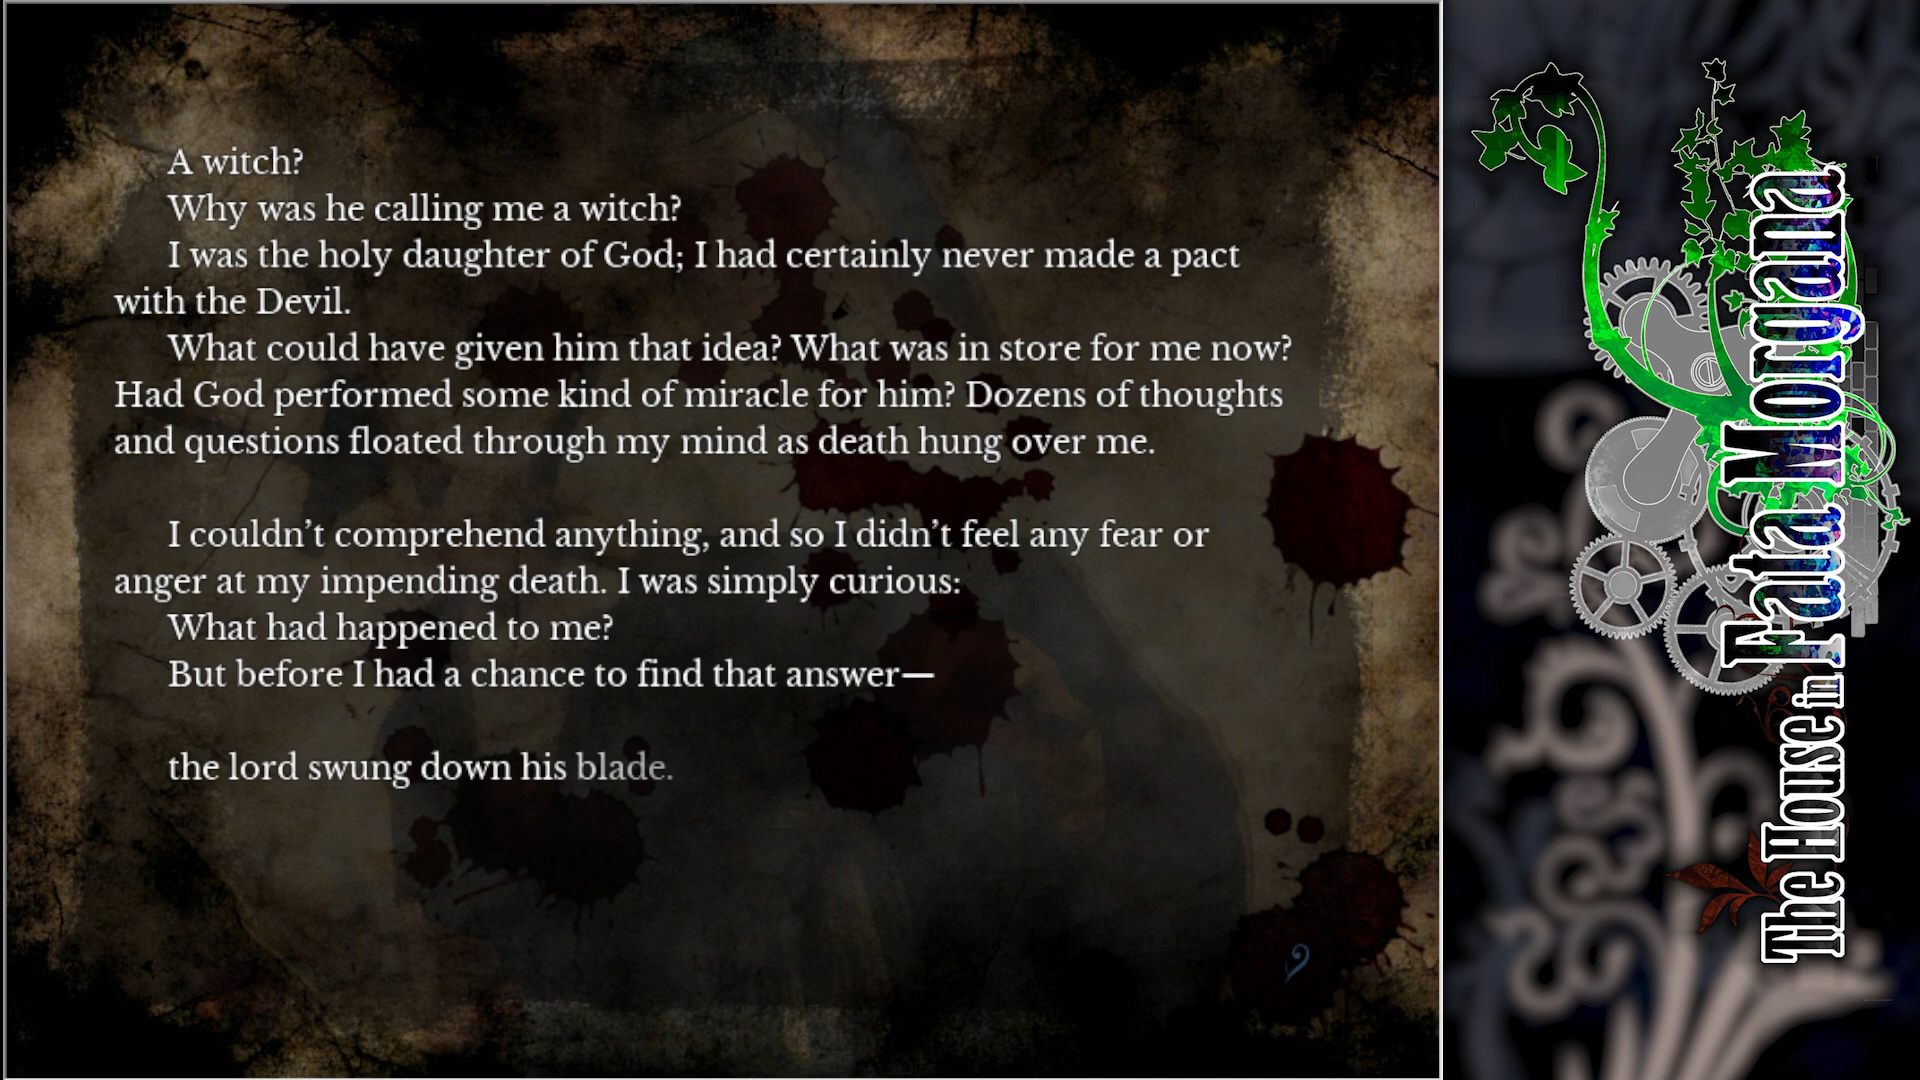 A witch?
Why was he calling me a witch?
I was the holy daughter of God; I had certainly never made a pact
with the Devil.
What could have given him that idea? What was in store for me now?
Had God performed some kind of miracle for him? Dozens of thoughts
and questions floated through my mind as death hung over me.
I couldn’t comprehend anything, and so I didn’t feel any fear or
anger at my impending death. I was simply curious:
What had happened to me?
But before I had a chance to find that answer—
the lord swung down his blade.
The House in Fata Morgana